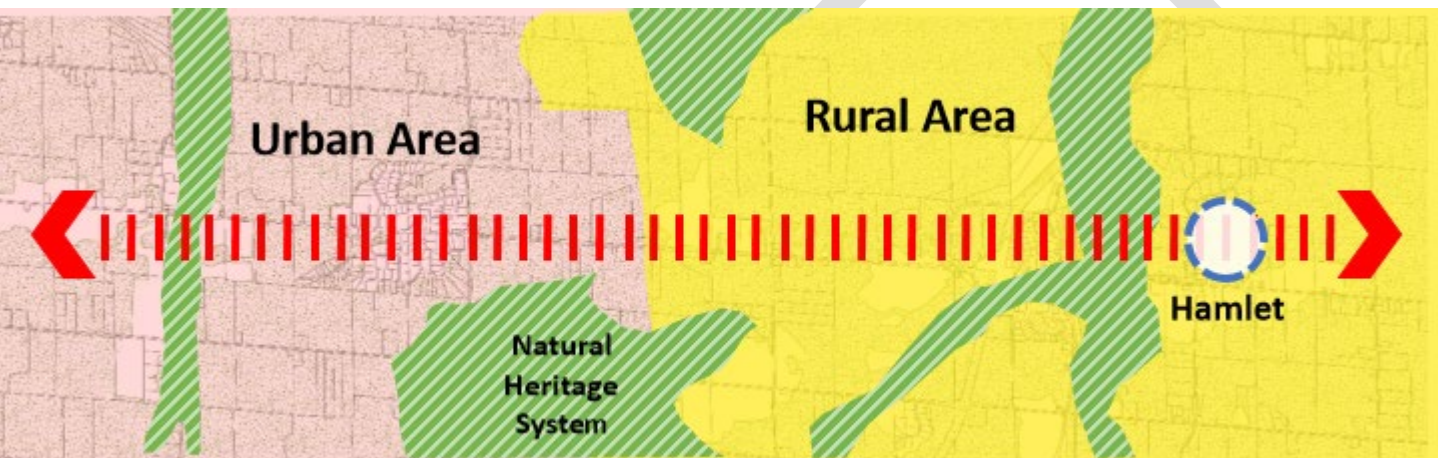 Urban Area
Rural Area
Hamlet
Natural
Heritage
System